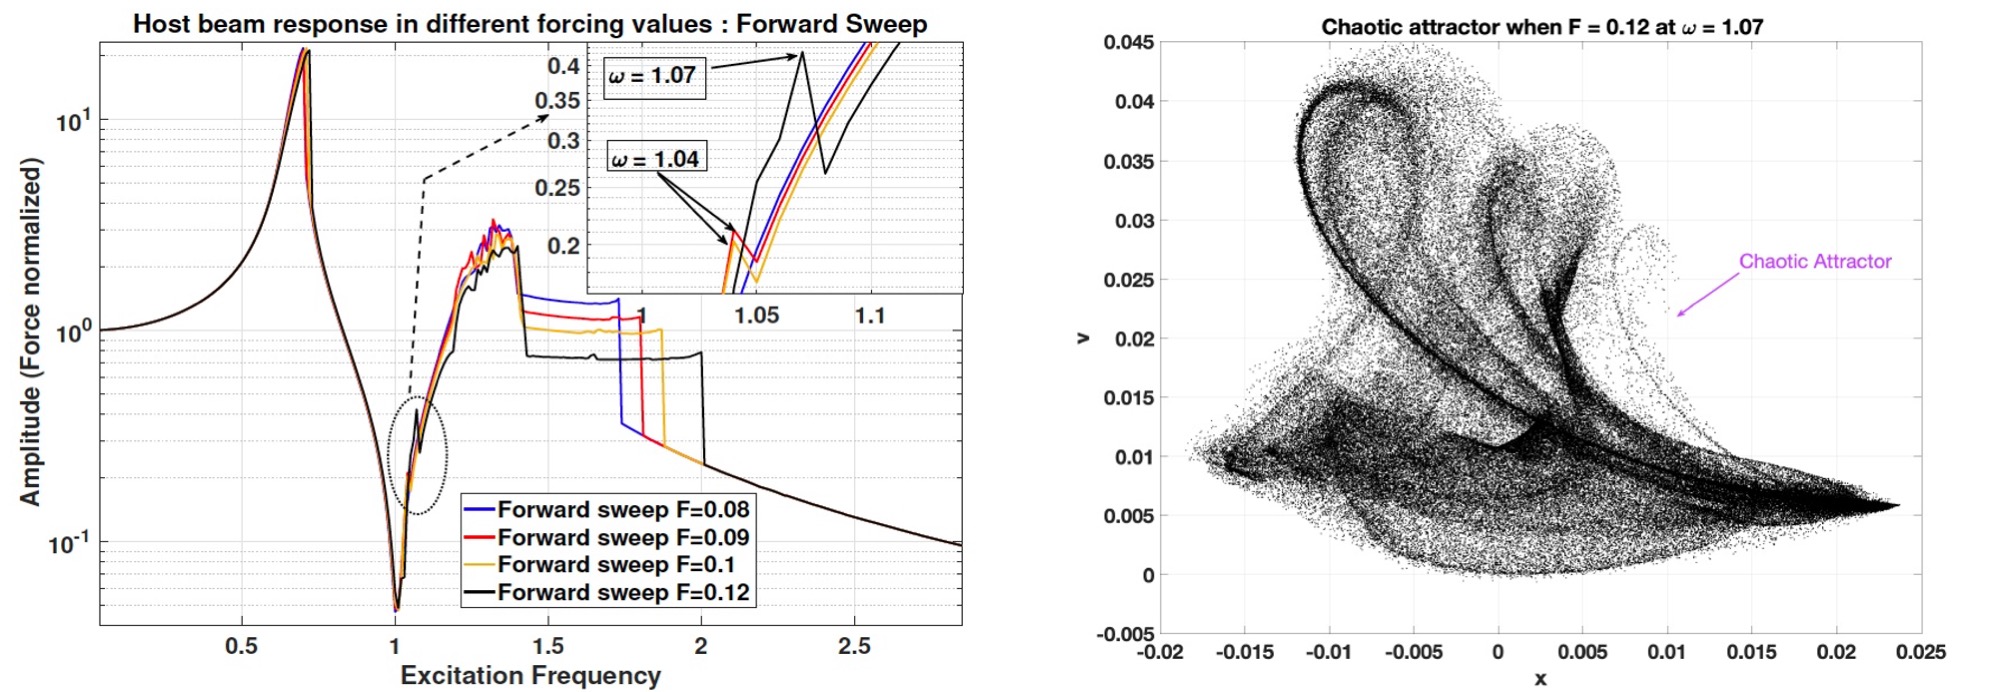 Host beam response in different forcing values : Forward Sweep
Amplitude (Force normalized)
10¹
10⁰
10⁻¹
0.4
0.35
0.3
0.25
0.2
ω = 1.07
ω = 1.04
1
1.05
1.1
Forward sweep F=0.08
Forward sweep F=0.09
Forward sweep F=0.1
Forward sweep F=0.12
0.5
1
1.5
2
2.5
Excitation Frequency
Chaotic attractor when F = 0.12 at ω = 1.07
v
0.045
0.04
0.035
0.03
0.025
0.02
0.015
0.01
0.005
0
-0.005
Chaotic Attractor
-0.02
-0.015
-0.01
-0.005
0
0.005
0.01
0.015
0.02
0.025
x